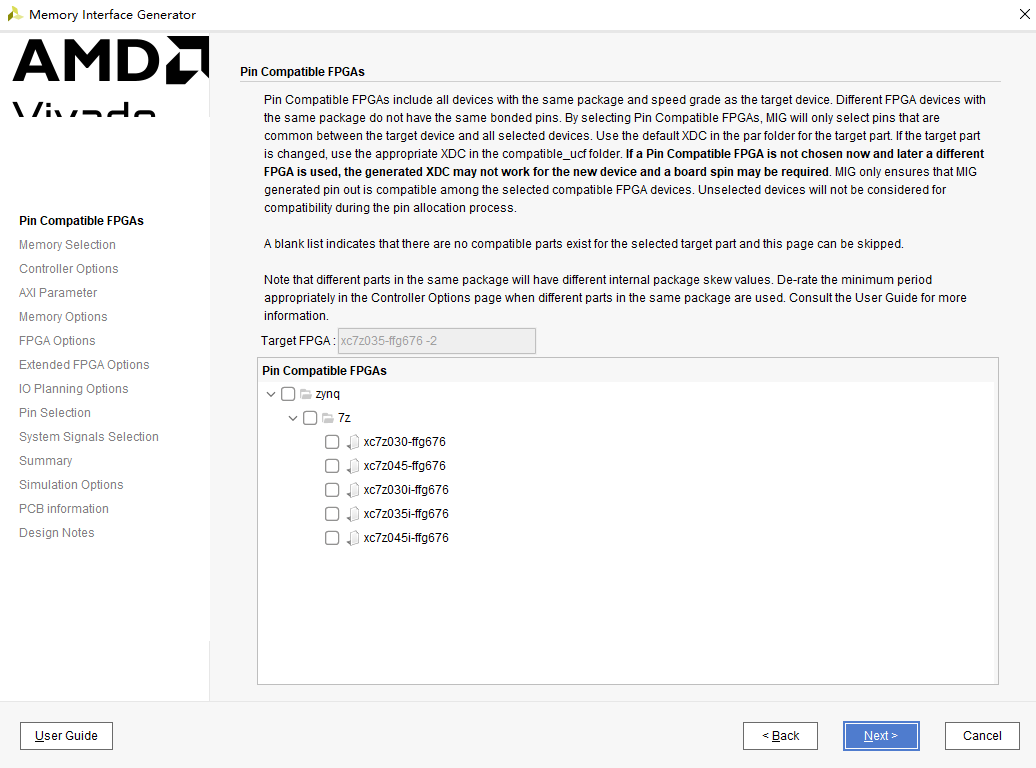 Memory Interface Generator
AMD
Vivado
Pin Compatible FPGAs
Memory Selection
Controller Options
AXI Parameter
Memory Options
FPGA Options
Extended FPGA Options
IO Planning Options
Pin Selection
System Signals Selection
Summary
Simulation Options
PCB information
Design Notes
Pin Compatible FPGAs
Pin Compatible FPGAs include all devices with the same package and speed grade as the target device. Different FPGA devices with
the same package do not have the same bonded pins. By selecting Pin Compatible FPGAs, MIG will only select pins that are
common between the target device and all selected devices. Use the default XDC in the par folder for the target part. If the target part
is changed, use the appropriate XDC in the compatible_ucf folder. If a Pin Compatible FPGA is not chosen now and later a different
FPGA is used, the generated XDC may not work for the new device and a board spin may be required. MIG only ensures that MIG
generated pin out is compatible among the selected compatible FPGA devices. Unselected devices will not be considered for
compatibility during the pin allocation process.
A blank list indicates that there are no compatible parts exist for the selected target part and this page can be skipped.
Note that different parts in the same package will have different internal package skew values. De-rate the minimum period
appropriately in the Controller Options page when different parts in the same package are used. Consult the User Guide for more
information.
Target FPGA : xc7z035-ffg676 -2
Pin Compatible FPGAs
zynq
7z
xc7z030-ffg676
xc7z045-ffg676
xc7z030i-ffg676
xc7z035i-ffg676
xc7z045i-ffg676
User Guide
< Back
Next >
Cancel